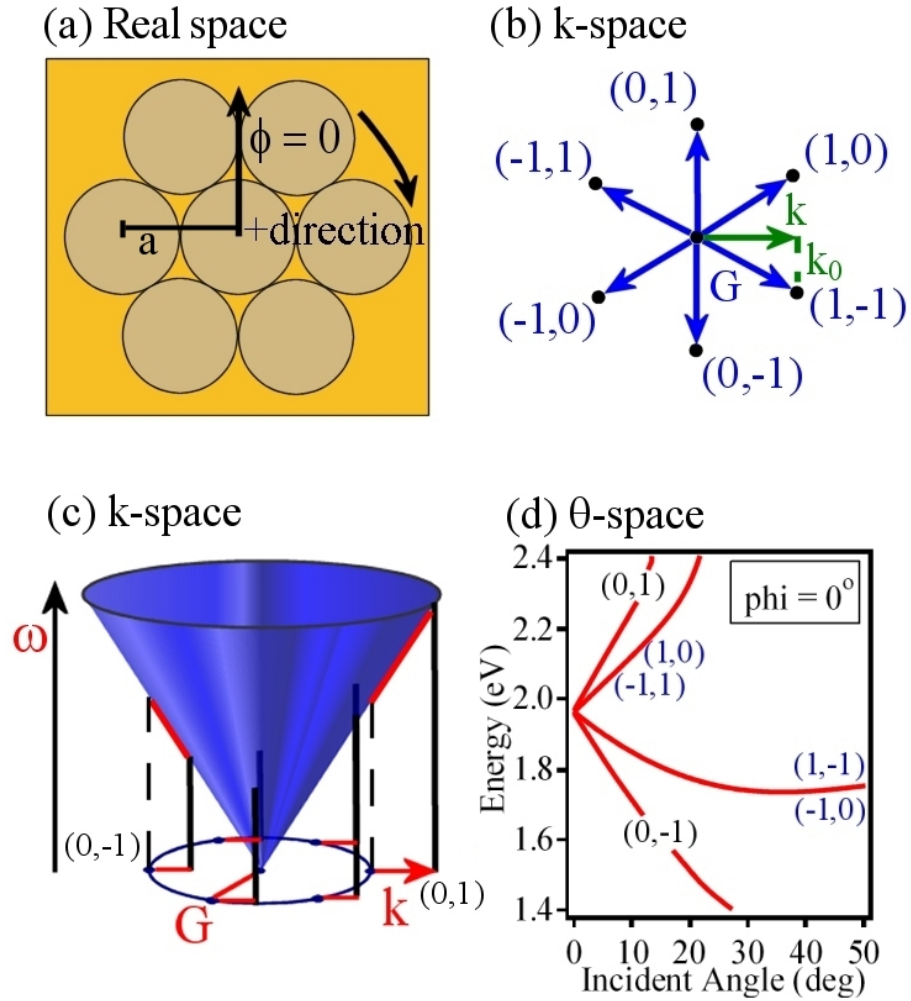 (a) Real space
ϕ = 0
a
+direction
(b) k-space
(0,1)
(-1,1)
(1,0)
k
k₀
G
(-1,0)
(1,-1)
(0,-1)
(c) k-space
ω
(0,-1)
G
k
(0,1)
(d) θ-space
2.4
2.2
2.0
1.8
1.6
1.4
Energy (eV)
(0,1)
phi = 0°
(1,0)
(-1,1)
(1,-1)
(-1,0)
(0,-1)
0 10 20 30 40 50
Incident Angle (deg)